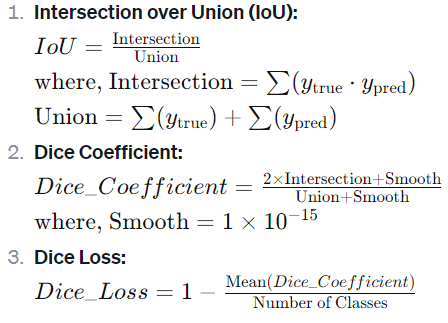 1. Intersection over Union (IoU):
IoU = Intersection / Union
where, Intersection = ∑(y_true · y_pred)
Union = ∑(y_true) + ∑(y_pred)
2. Dice Coefficient:
Dice_Coefficient = 2×Intersection+Smooth / Union+Smooth
where, Smooth = 1 × 10^−15
3. Dice Loss:
Dice_Loss = 1 − Mean(Dice_Coefficient) / Number of Classes